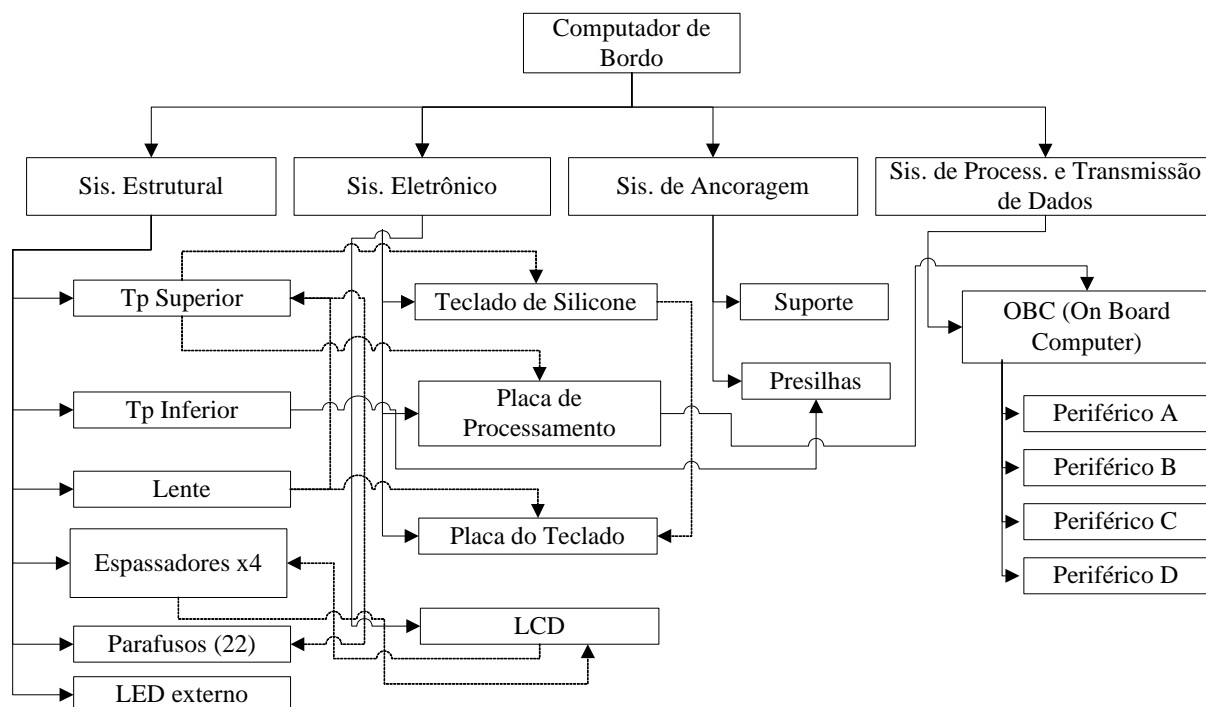 Computador de
Bordo
Sis. Estrutural
Sis. Eletrônico
Sis. de Ancoragem
Sis. de Process. e Transmissão
de Dados
Tp Superior
Teclado de Silicone
Suporte
OBC (On Board
Computer)
Tp Inferior
Placa de
Processamento
Presilhas
Periférico A
Lente
Placa do Teclado
Periférico B
Periférico C
Espassadores x4
Periférico D
Parafusos (22)
LCD
LED externo